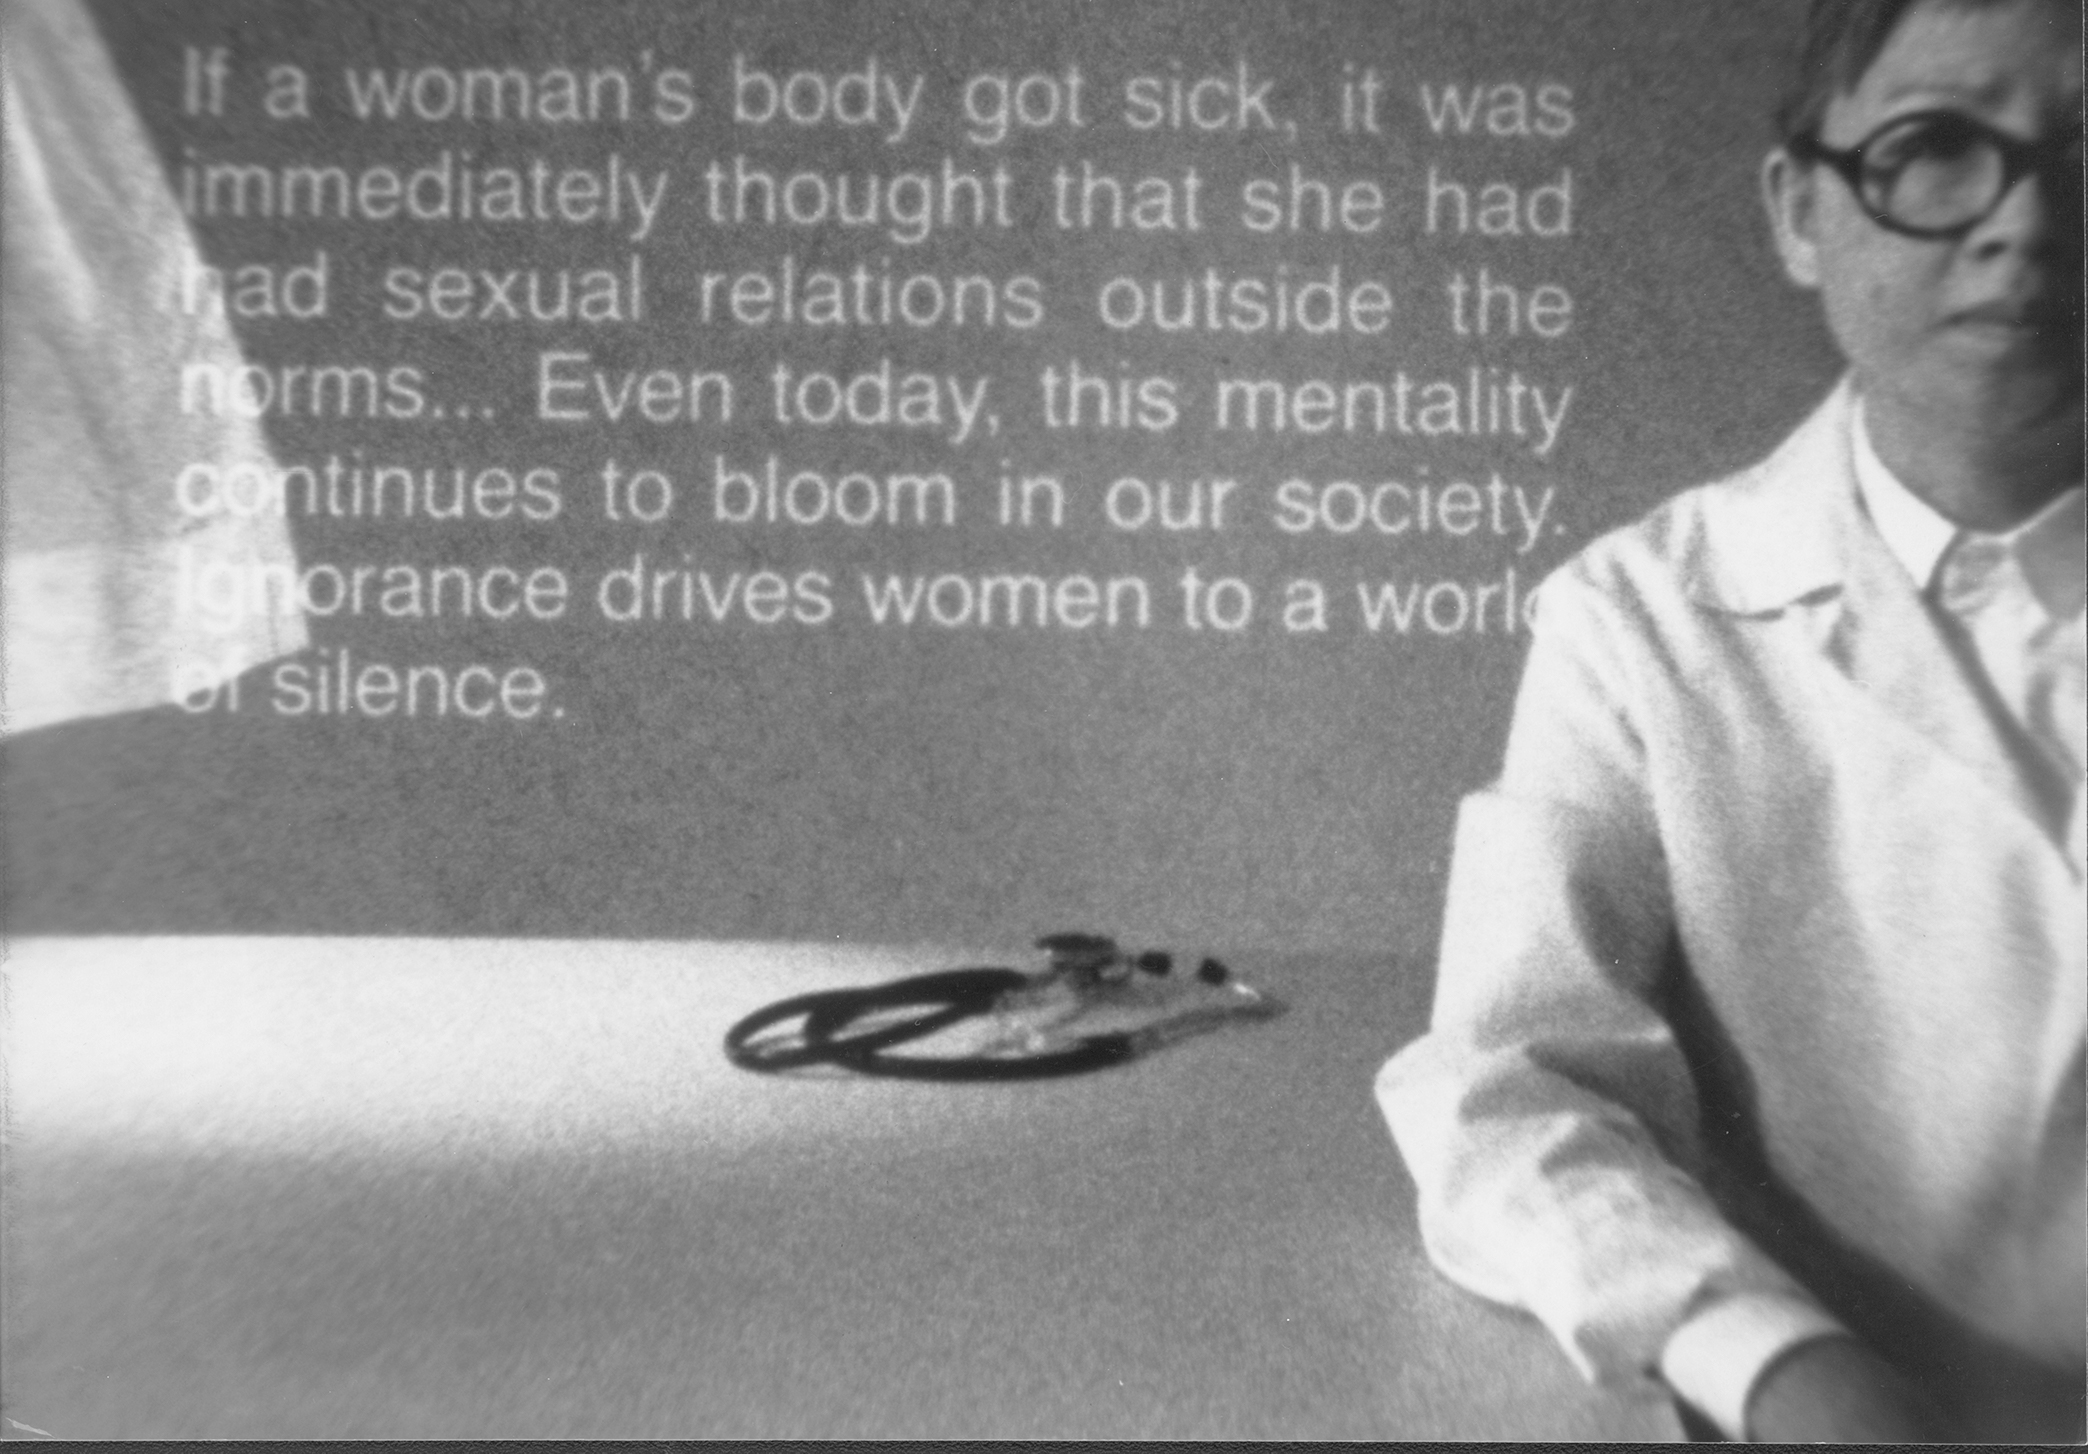 If a woman's body got sick, it was
immediately thought that she had
had sexual relations outside the
norms... Even today, this mentality
continues to bloom in our society.
Ignorance drives women to a world
of silence.